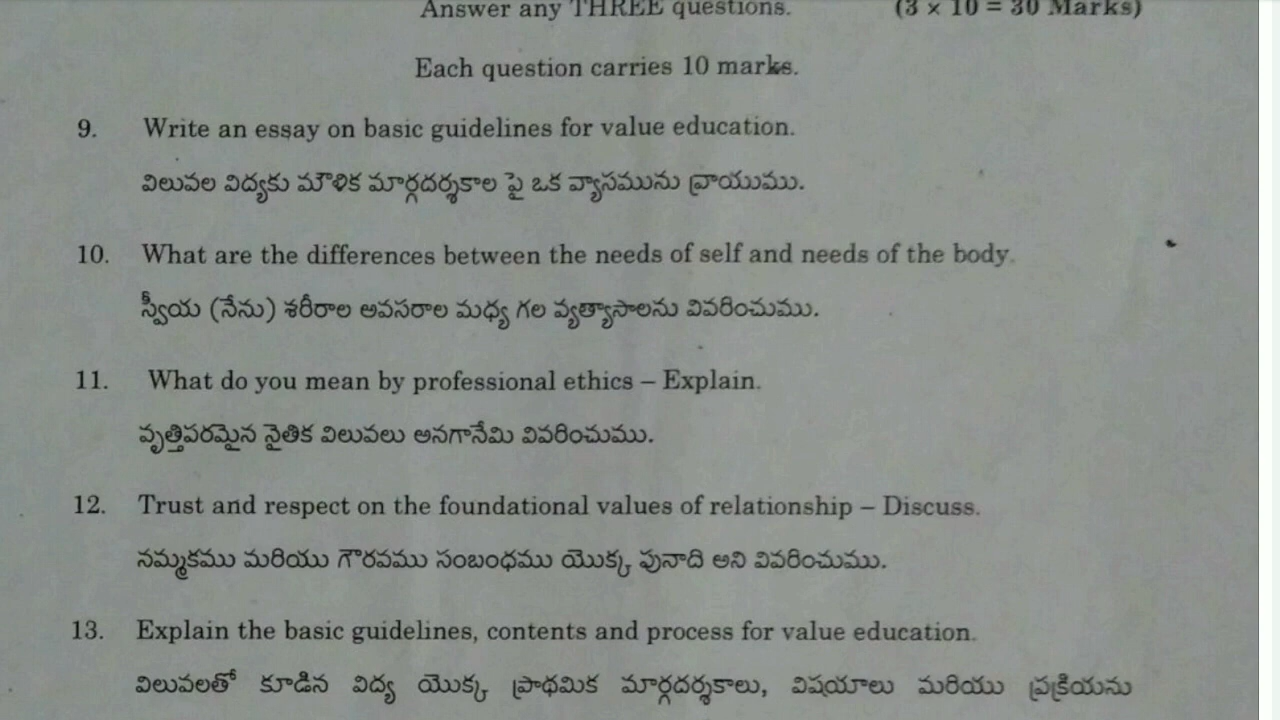 Answer any THREE questions. (3 × 10 = 30 Marks)
Each question carries 10 marks.
9. Write an essay on basic guidelines for value education.
విలువల విద్యకు మౌళిక మార్గదర్శకాల పై ఒక వ్యాసమును వ్రాయుము.
10. What are the differences between the needs of self and needs of the body.
స్వీయ (నేను) శరీరాల అవసరాల మధ్య గల వ్యత్యాసాలను వివరించుము.
11. What do you mean by professional ethics – Explain.
వృత్తిపరమైన నైతిక విలువలు అనగానేమి వివరించుము.
12. Trust and respect on the foundational values of relationship – Discuss.
నమ్మకము మరియు గౌరవము సంబంధము యొక్క పునాది అని వివరించుము.
13. Explain the basic guidelines, contents and process for value education.
విలువలతో కూడిన విద్య యొక్క ప్రాథమిక మార్గదర్శకాలు, విషయాలు మరియు ప్రక్రియను